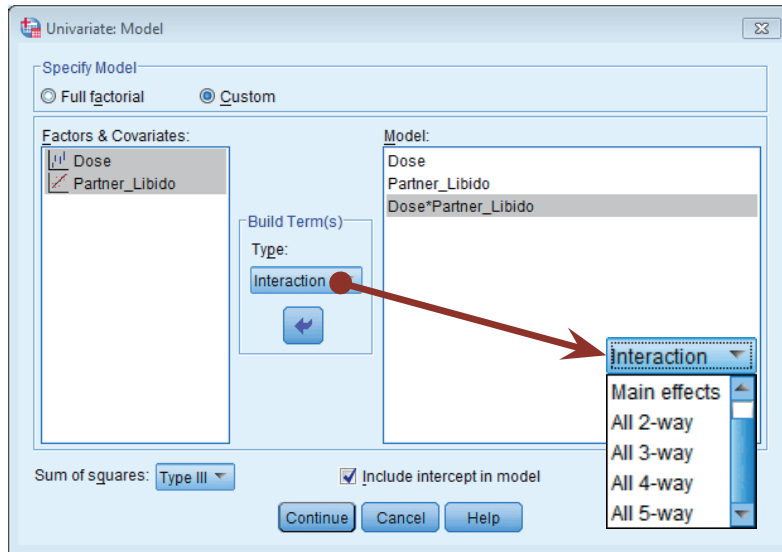 Univariate: Model
Specify Model
Full factorial
Custom
Factors & Covariates:
Dose
Partner_Libido
Build Term(s)
Type:
Interaction
Model:
Dose
Partner_Libido
Dose*Partner_Libido
Interaction
Main effects
All 2-way
All 3-way
All 4-way
All 5-way
Sum of squares: Type III
Include intercept in model
Continue
Cancel
Help